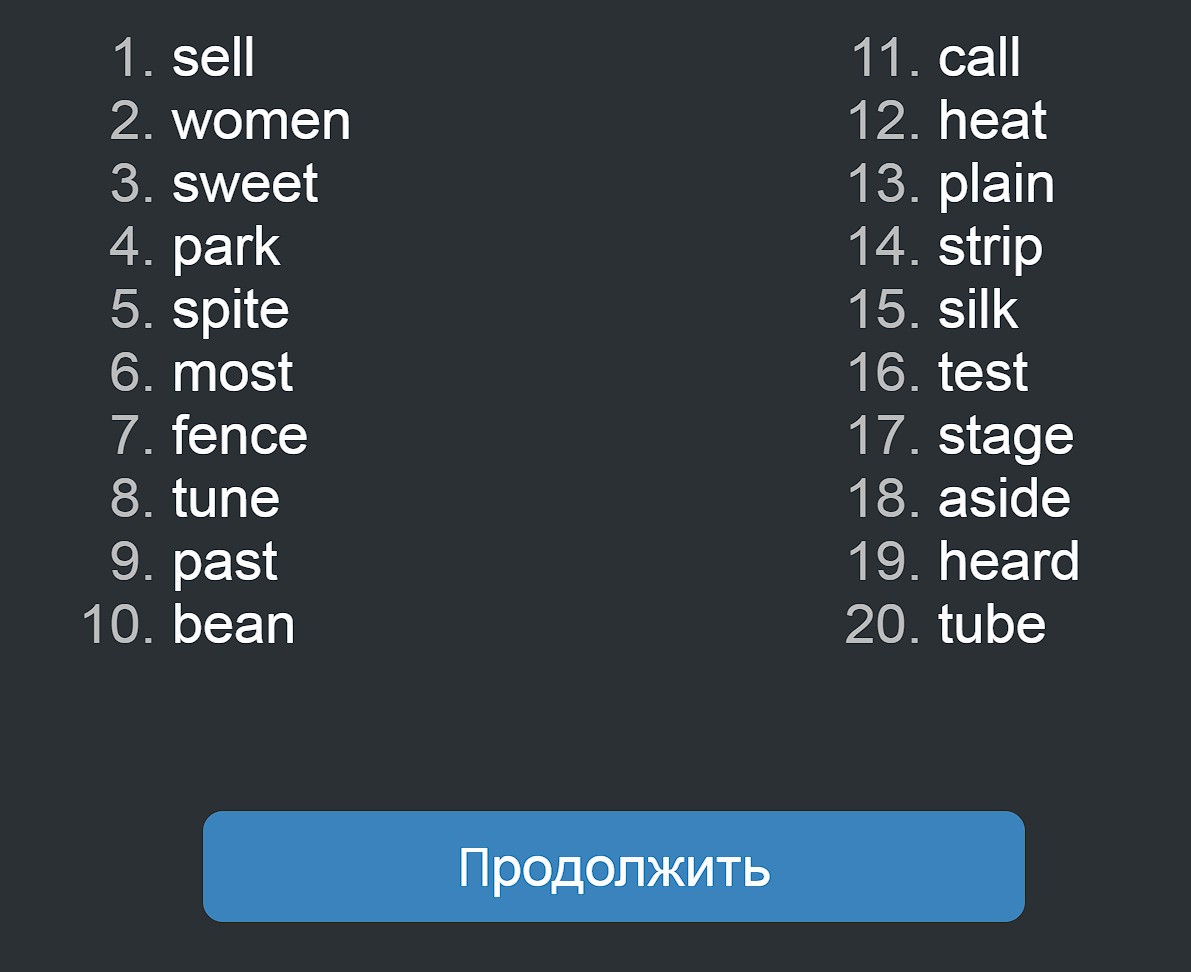 1. sell
2. women
3. sweet
4. park
5. spite
6. most
7. fence
8. tune
9. past
10. bean
11. call
12. heat
13. plain
14. strip
15. silk
16. test
17. stage
18. aside
19. heard
20. tube
Продолжить